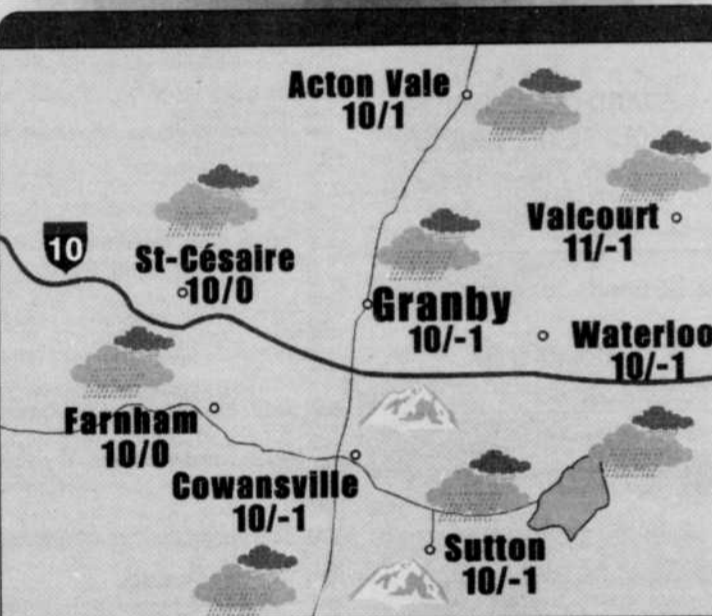 Acton Vale
10/1
Valcourt
11/-1
10
St-Césaire
10/0
Granby
10/-1
Waterloo
10/-1
Farnham
10/0
Cowansville
10/-1
Sutton
10/-1